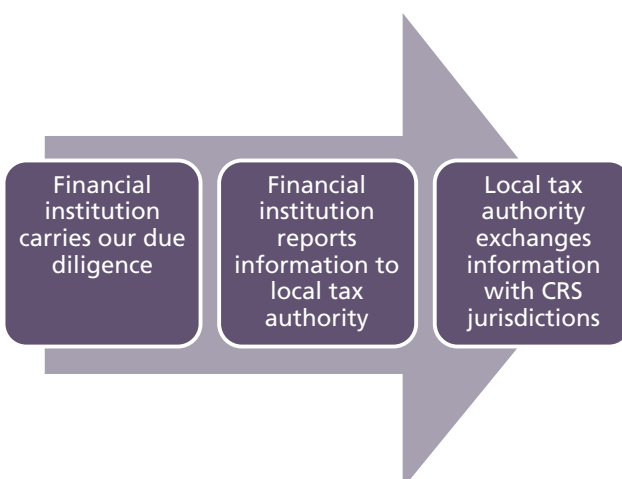 Financial
institution
carries our due
diligence
Financial
institution
reports
information to
local tax
authority
Local tax
authority
exchanges
information
with CRS
jurisdictions